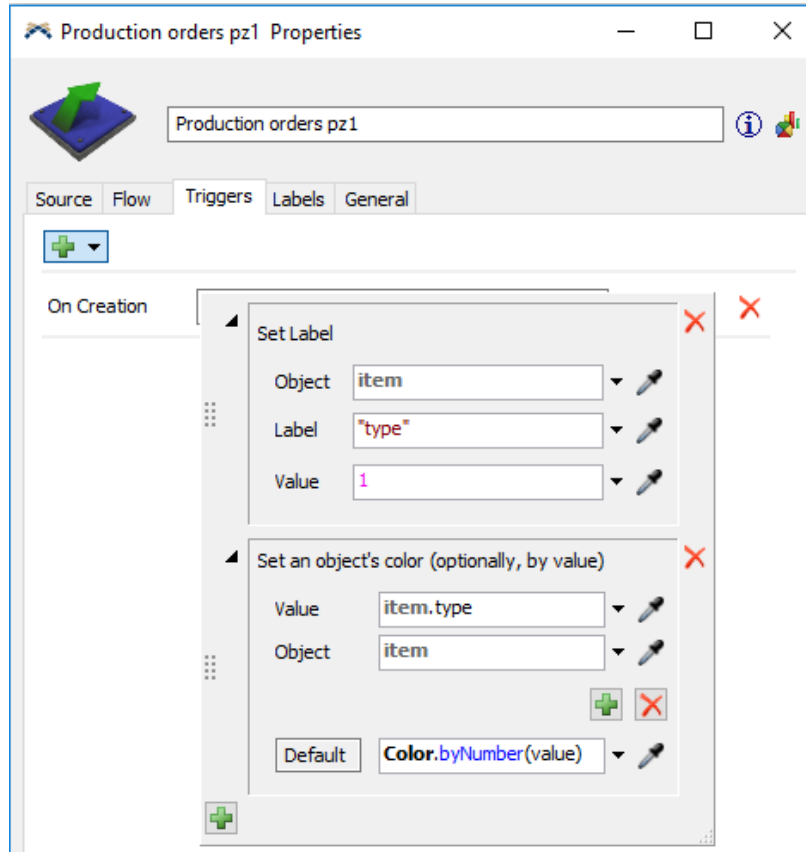 Production orders pz1 Properties
Production orders pz1
Source Flow Triggers Labels General
On Creation
Set Label
Object item
Label "type"
Value 1
Set an object's color (optionally, by value)
Value item.type
Object item
Default Color.byNumber(value)